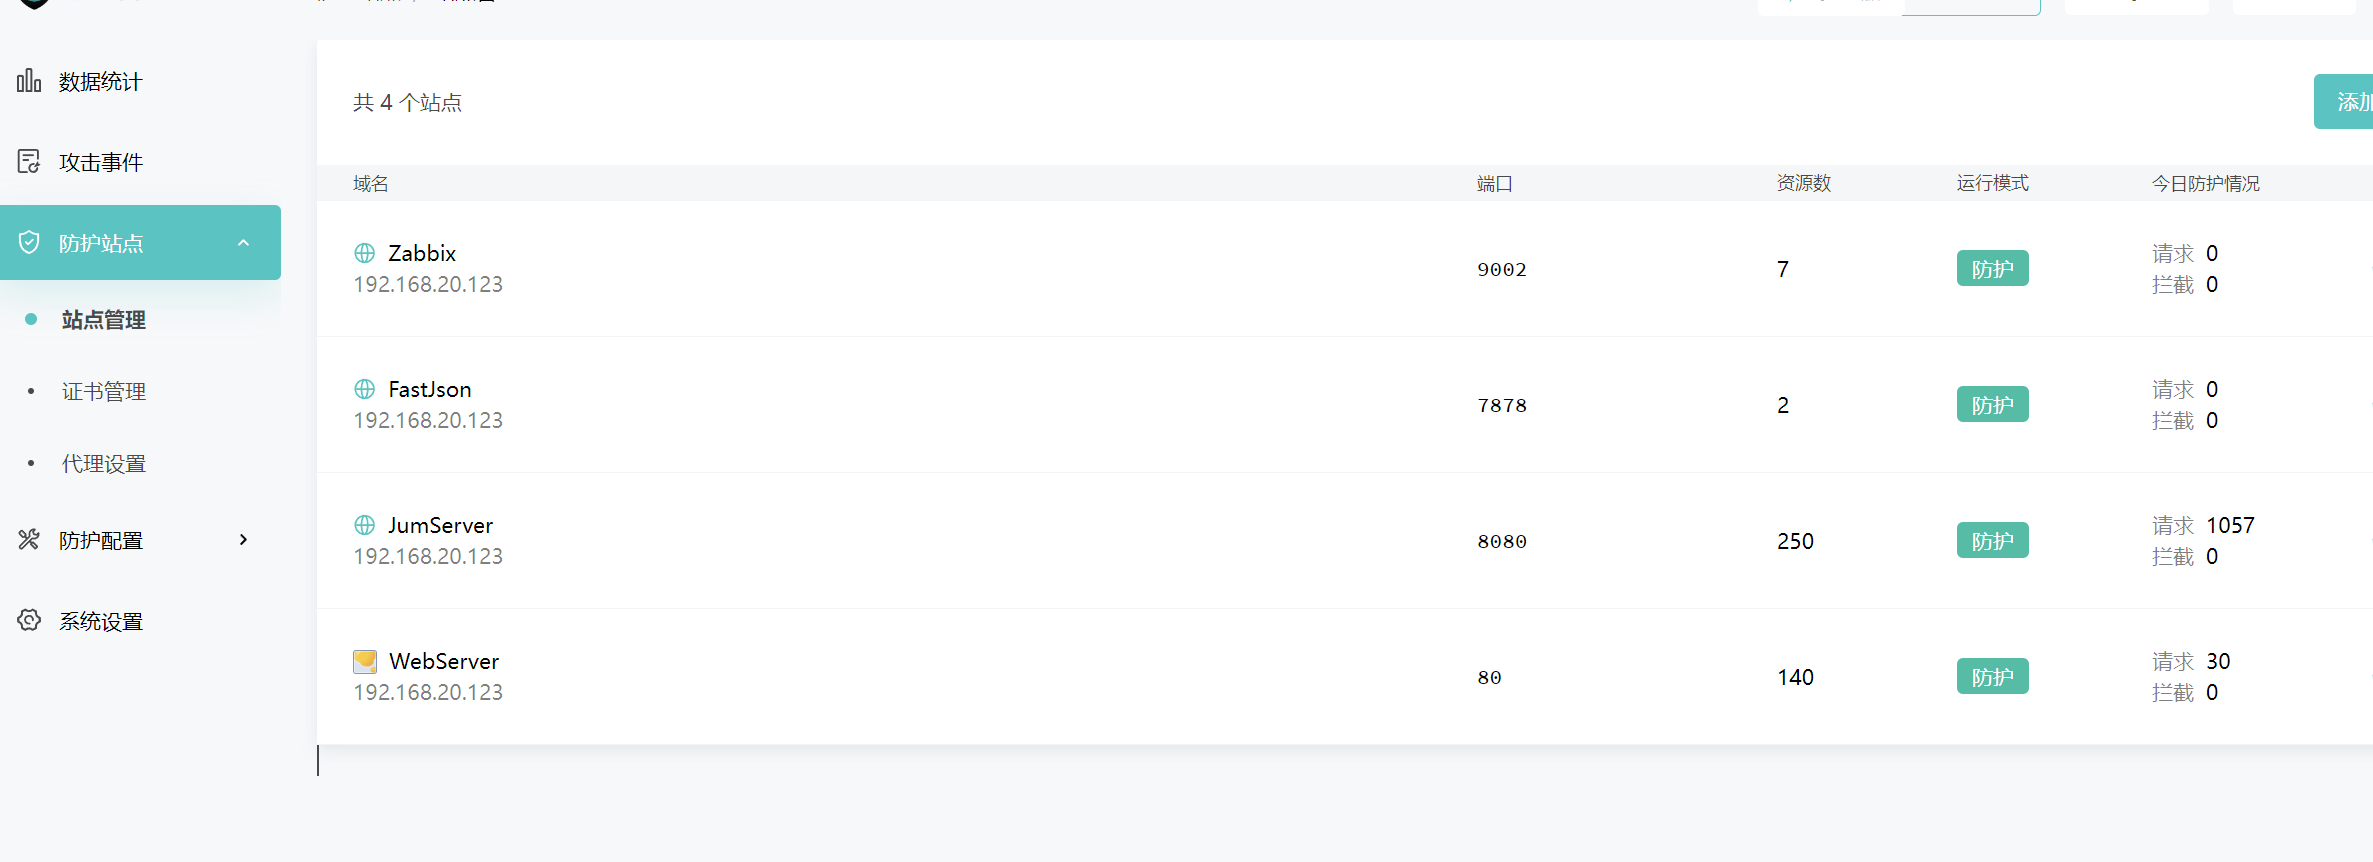 数据统计
攻击事件
防护站点
站点管理
证书管理
代理设置
防护配置
系统设置
共 4 个站点
添加
域名 端口 资源数 运行模式 今日防护情况
Zabbix
192.168.20.123
9002 7 防护
请求 0
拦截 0
FastJson
192.168.20.123
7878 2 防护
请求 0
拦截 0
JumServer
192.168.20.123
8080 250 防护
请求 1057
拦截 0
WebServer
192.168.20.123
80 140 防护
请求 30
拦截 0